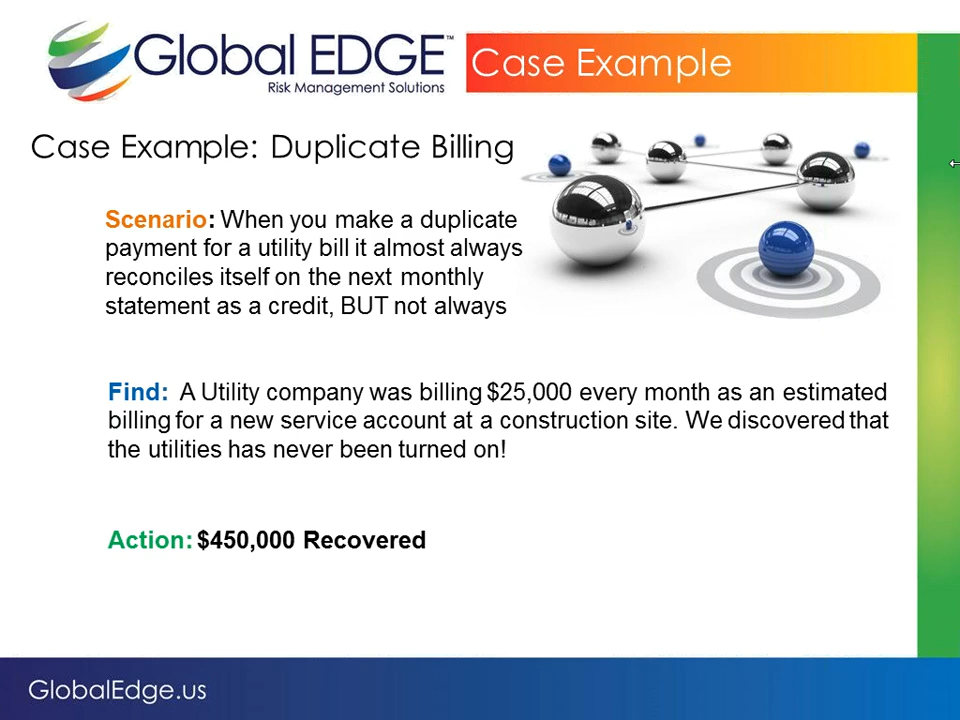 Global EDGE™
Risk Management Solutions
Case Example
Case Example: Duplicate Billing
Scenario: When you make a duplicate
payment for a utility bill it almost always
reconciles itself on the next monthly
statement as a credit, BUT not always
Find: A Utility company was billing $25,000 every month as an estimated
billing for a new service account at a construction site. We discovered that
the utilities has never been turned on!
Action: $450,000 Recovered
GlobalEdge.us